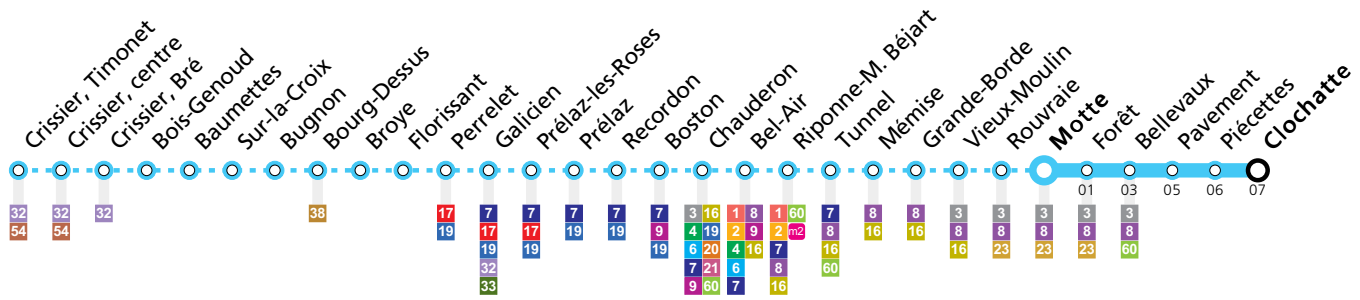 Crissier, Timonet
Crissier, centre
Crissier, Bré
Bois-Genoud
Baumettes
Sur-la-Croix
Bugnon
Bourg-Dessus
Broye
Florissant
Perrelet
Galicien
Prélaz-les-Roses
Prélaz
Recordon
Boston
Chauderon
Bel-Air
Riponne-M. Béjart
Tunnel
Mémise
Grande-Borde
Vieux-Moulin
Rouvraie
Motte
Forêt
Bellevaux
Pavement
Piécettes
Clochatte
01 03 05 06 07
32 32 32 38 17 7 7 7 7 7 3 16 1 8 1 60 7 8 8 3 3 3 3 3
54 54 19 17 17 19 19 9 4 19 2 9 2 m2 8 16 16 8 8 8 8 8
19 19 19 6 20 4 16 7 16 16 23 23 23 60
32 7 21 6 8 60
33 9 60 7 16